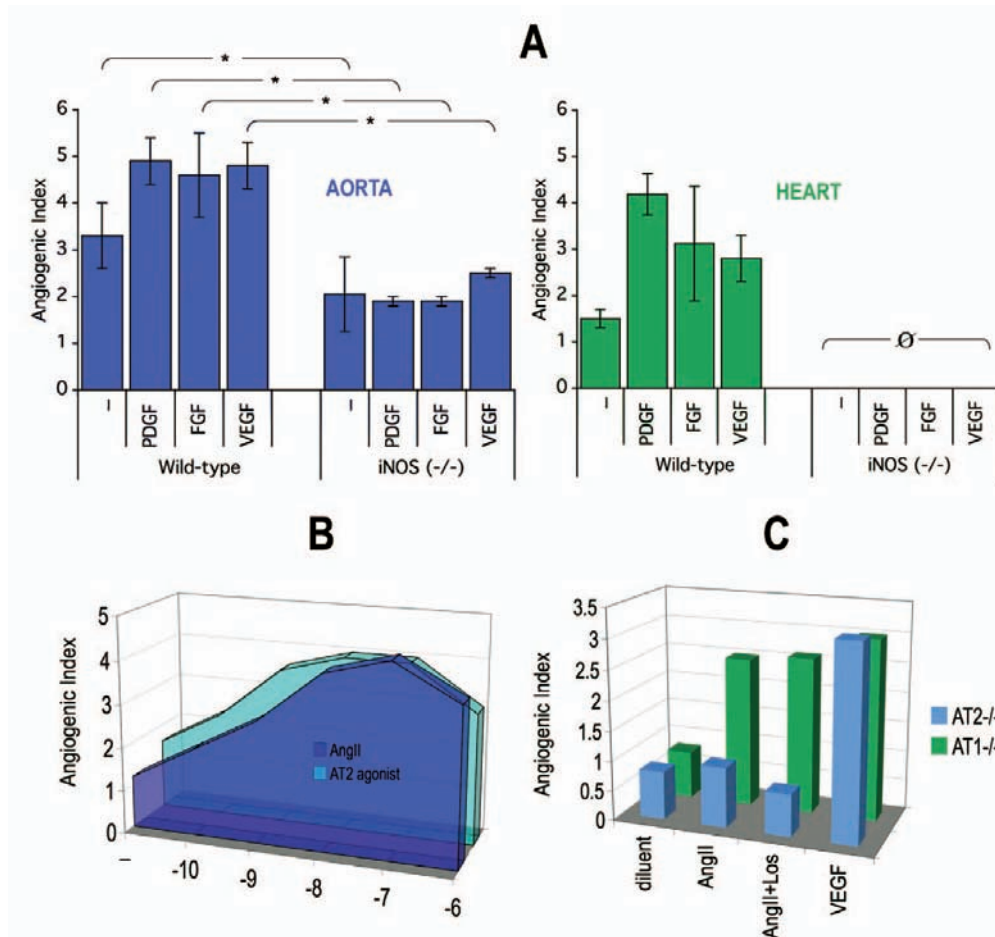 A
* 
*
*
*
Angiogenic Index
6
5
4
3
2
1
0
AORTA
– PDGF FGF VEGF – PDGF FGF VEGF
Wild-type iNOS (-/-)
Angiogenic Index
6
5
4
3
2
1
0
HEART
Ø
– PDGF FGF VEGF – PDGF FGF VEGF
Wild-type iNOS (-/-)
B
Angiogenic Index
5
4
3
2
1
0
AngII
AT2 agonist
– -10 -9 -8 -7 -6
C
Angiogenic Index
3.5
3
2.5
2
1.5
1
0.5
0
diluent AngII AngII+Los VEGF
AT2-/-
AT1-/-